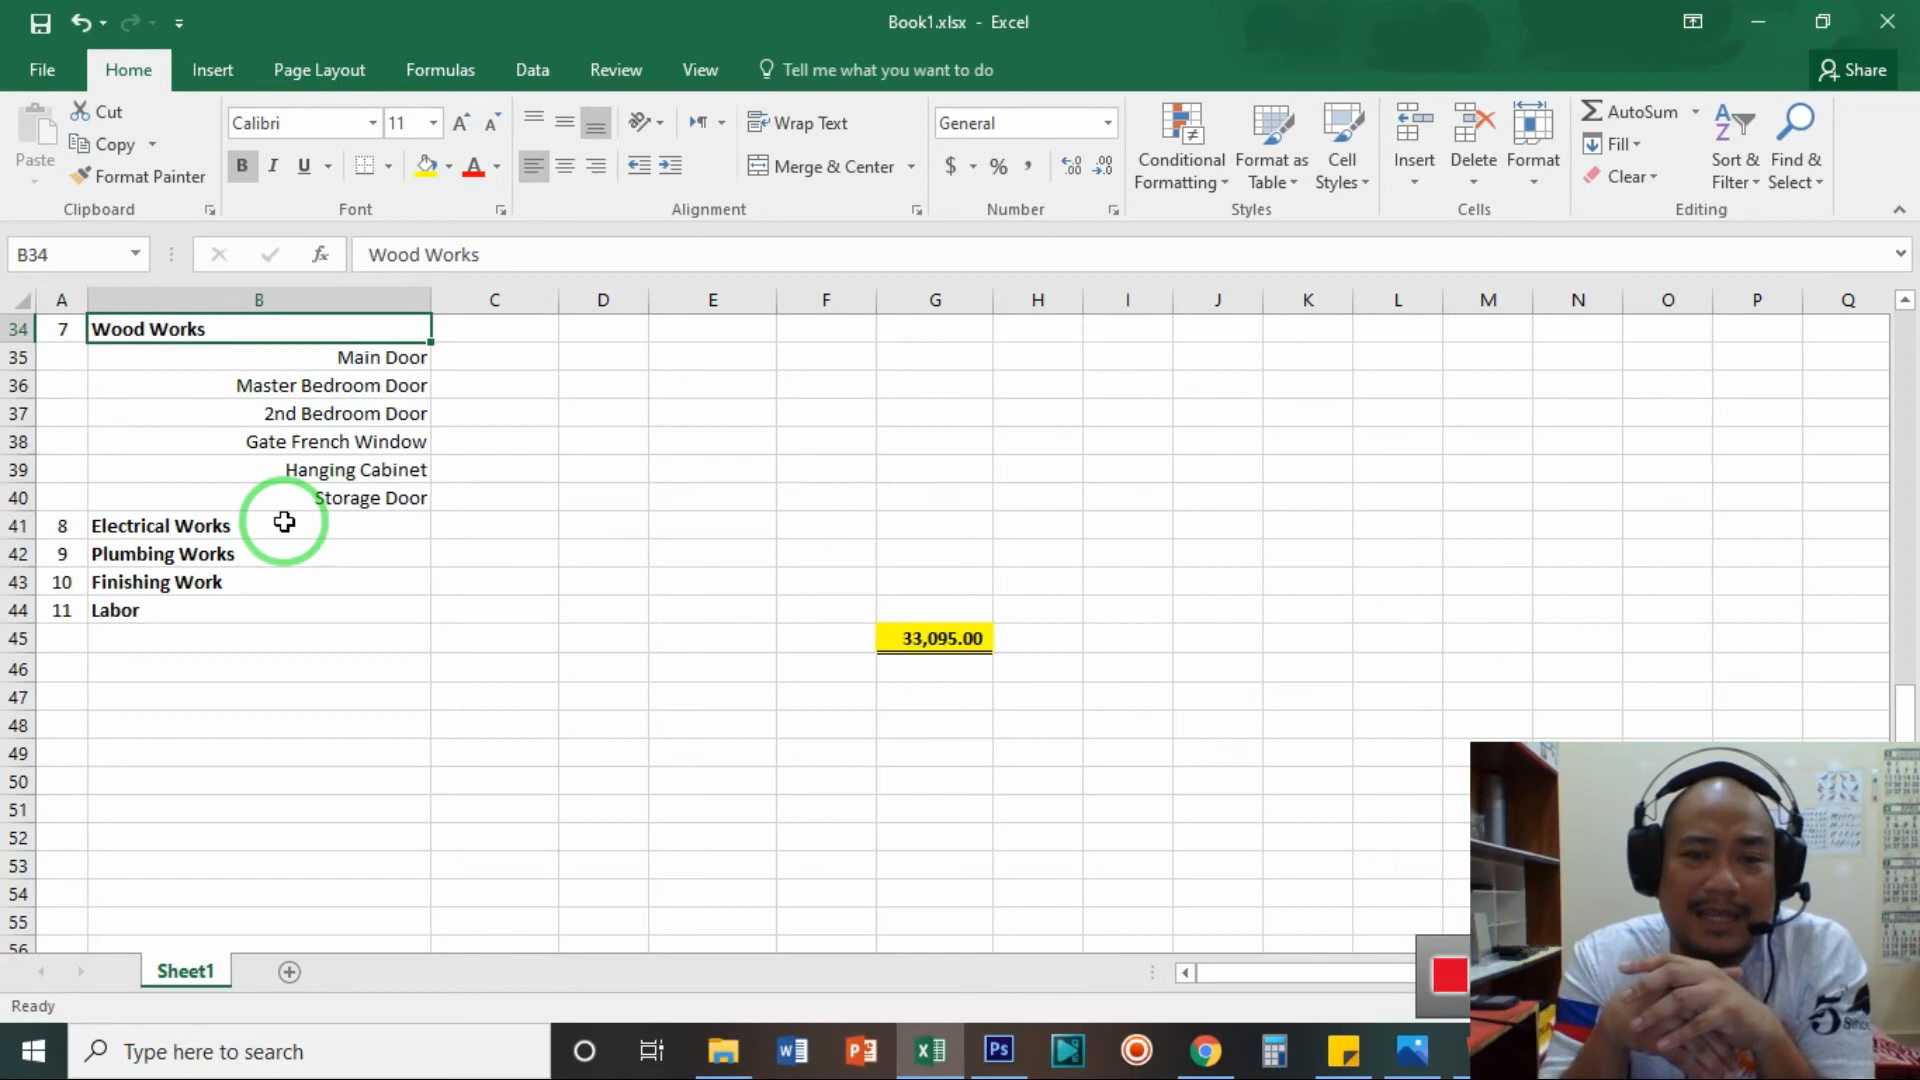 Book1.xlsx - Excel
File Home Insert Page Layout Formulas Data Review View Tell me what you want to do Share
Paste Cut Copy Format Painter Clipboard
Calibri 11 B I U A A A Font
Wrap Text Merge & Center Alignment
General $ % , .00 .0 Number
Conditional Formatting Format as Table Cell Styles Styles
Insert Delete Format Cells
AutoSum Fill Clear Sort & Filter Find & Select Editing
B34 fx Wood Works
A B C D E F G H I J K L M N O P Q
34 7 Wood Works
35 Main Door
36 Master Bedroom Door
37 2nd Bedroom Door
38 Gate French Window
39 Hanging Cabinet
40 Storage Door
41 8 Electrical Works
42 9 Plumbing Works
43 10 Finishing Work
44 11 Labor
45 33,095.00
46
47
48
49
50
51
52
53
54
55
56
Sheet1
Ready
Type here to search